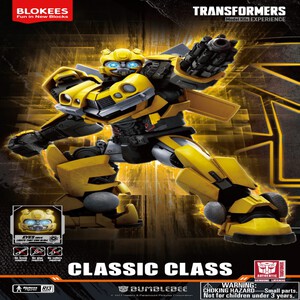 BLOKEES
Fun in New Blocks
TRANSFORMERS
EXPERIENCE
CLASSIC CLASS
BUMBLEBEE
AUTHENTIC
WARNING:
CHOKING HAZARD—Small parts.
Not for children under 3 years.